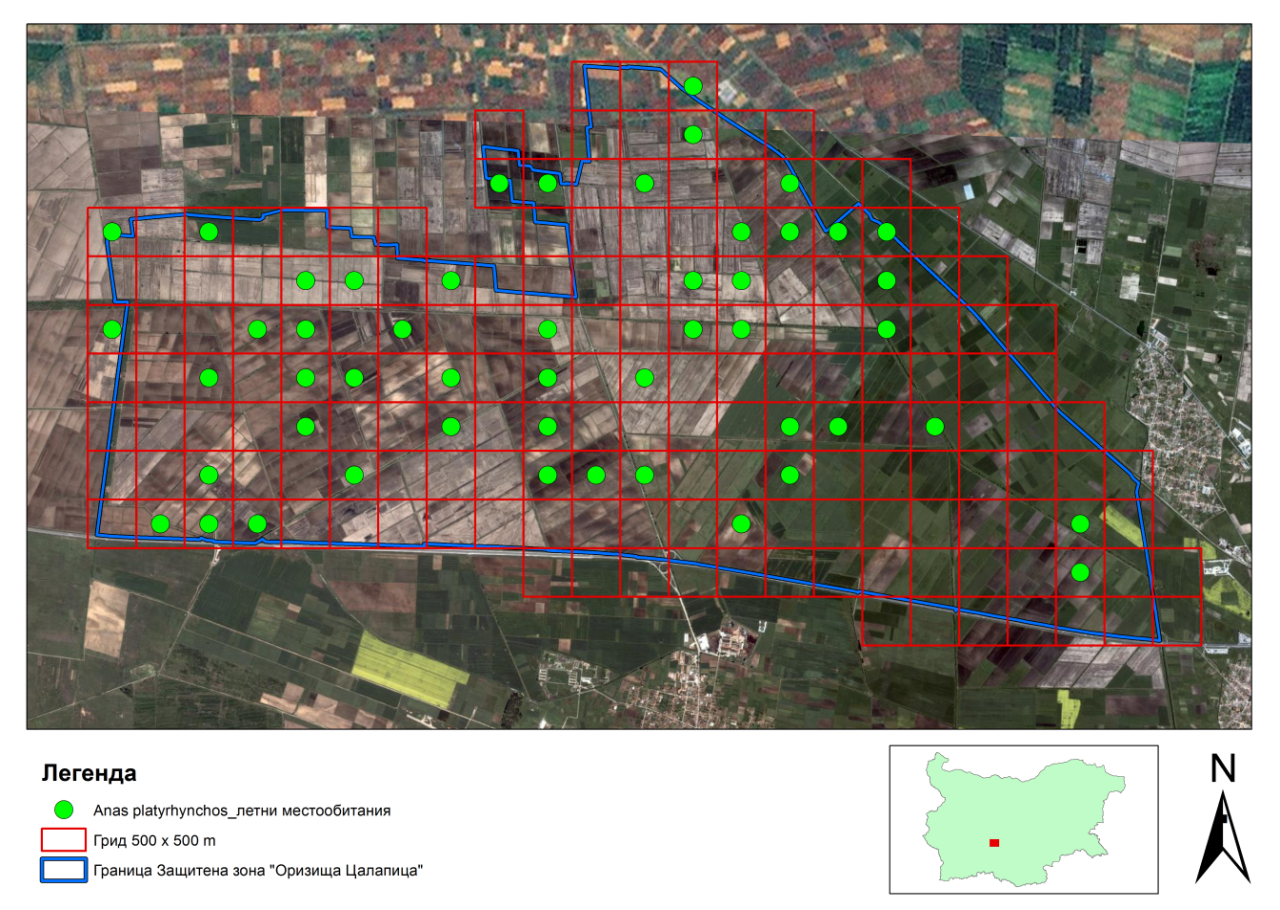 Легенда
Anas platyrhynchos_летни местообитания
Грид 500 x 500 m
Граница Защитена зона "Оризища Цалапица"
N